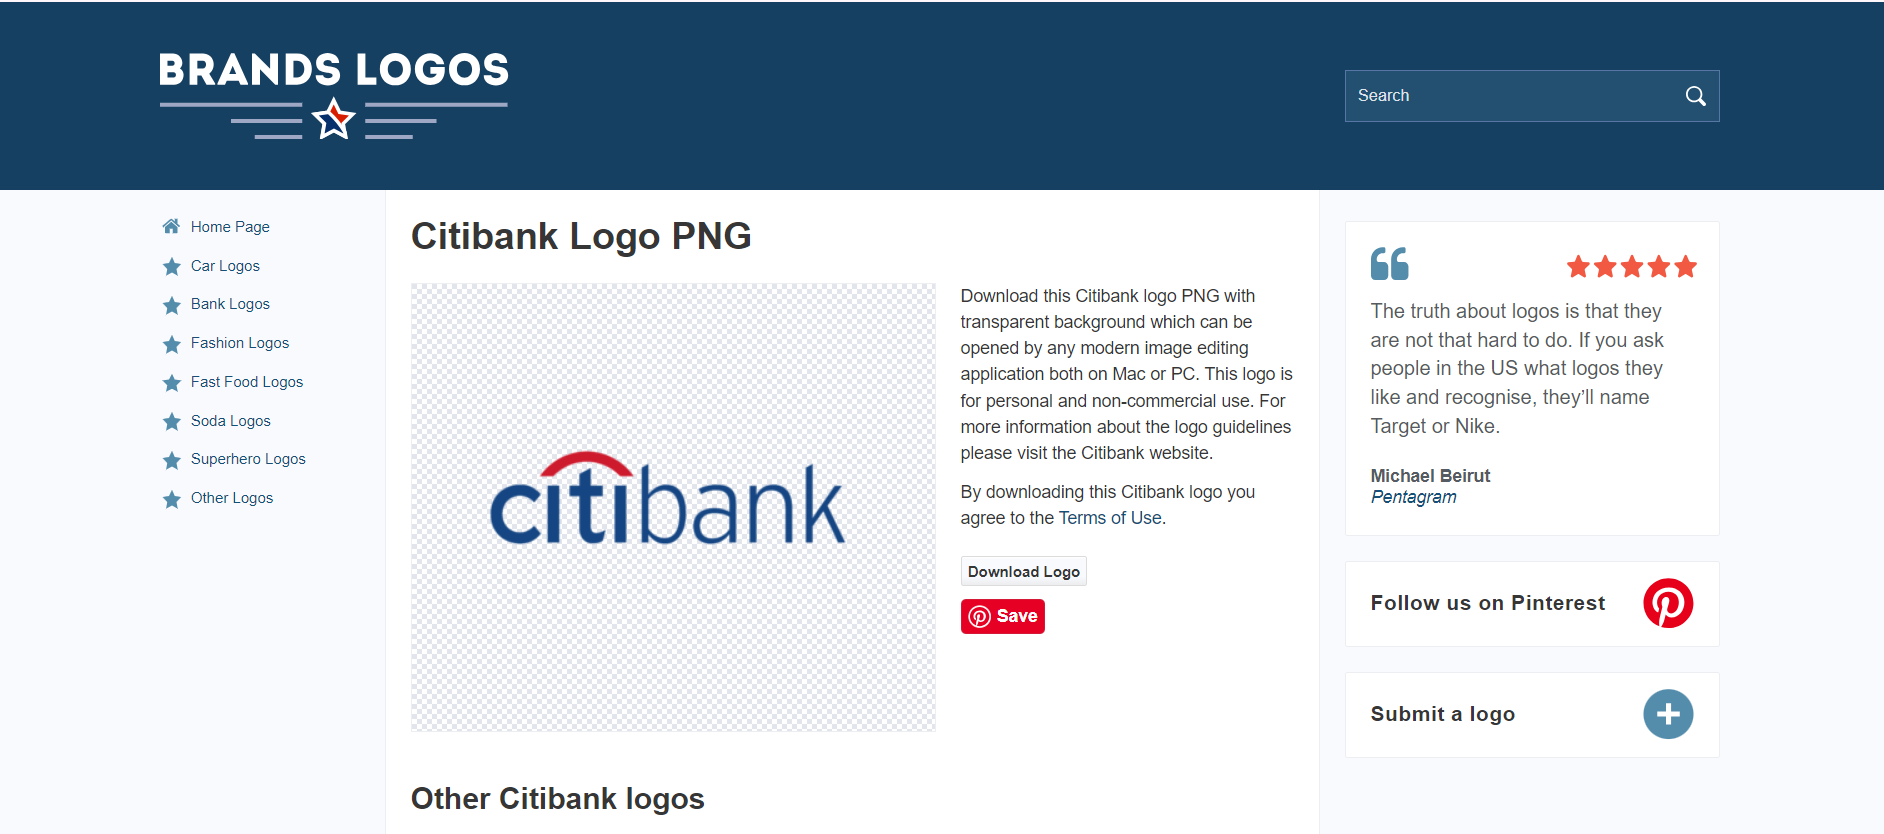 BRANDS LOGOS
Search
Home Page
Car Logos
Bank Logos
Fashion Logos
Fast Food Logos
Soda Logos
Superhero Logos
Other Logos
Citibank Logo PNG
citibank
Download this Citibank logo PNG with
transparent background which can be
opened by any modern image editing
application both on Mac or PC. This logo is
for personal and non-commercial use. For
more information about the logo guidelines
please visit the Citibank website.
By downloading this Citibank logo you
agree to the Terms of Use.
Download Logo
Save
Other Citibank logos
The truth about logos is that they
are not that hard to do. If you ask
people in the US what logos they
like and recognise, they’ll name
Target or Nike.
Michael Beirut
Pentagram
Follow us on Pinterest
Submit a logo